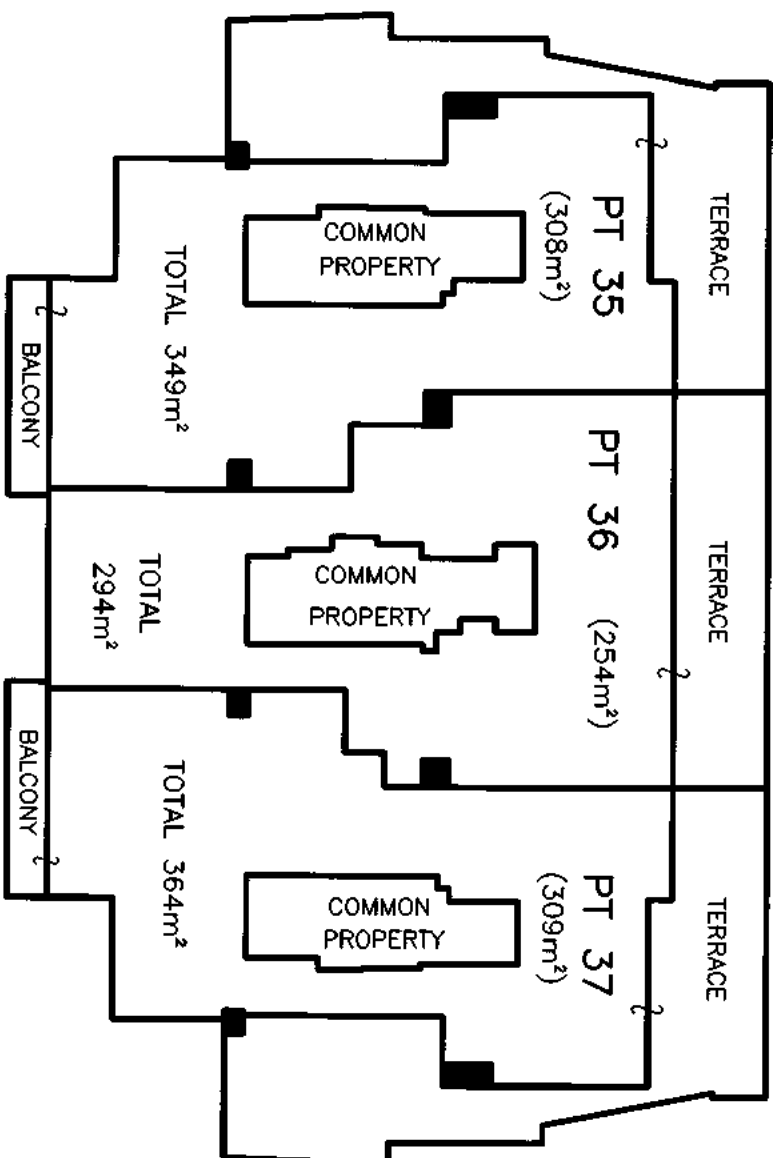 TERRACE
PT 35
(308m²)
COMMON
PROPERTY
TOTAL 349m²
BALCONY
TERRACE
PT 36
(254m²)
COMMON
PROPERTY
TOTAL
294m²
TERRACE
PT 37
(309m²)
COMMON
PROPERTY
TOTAL 364m²
BALCONY